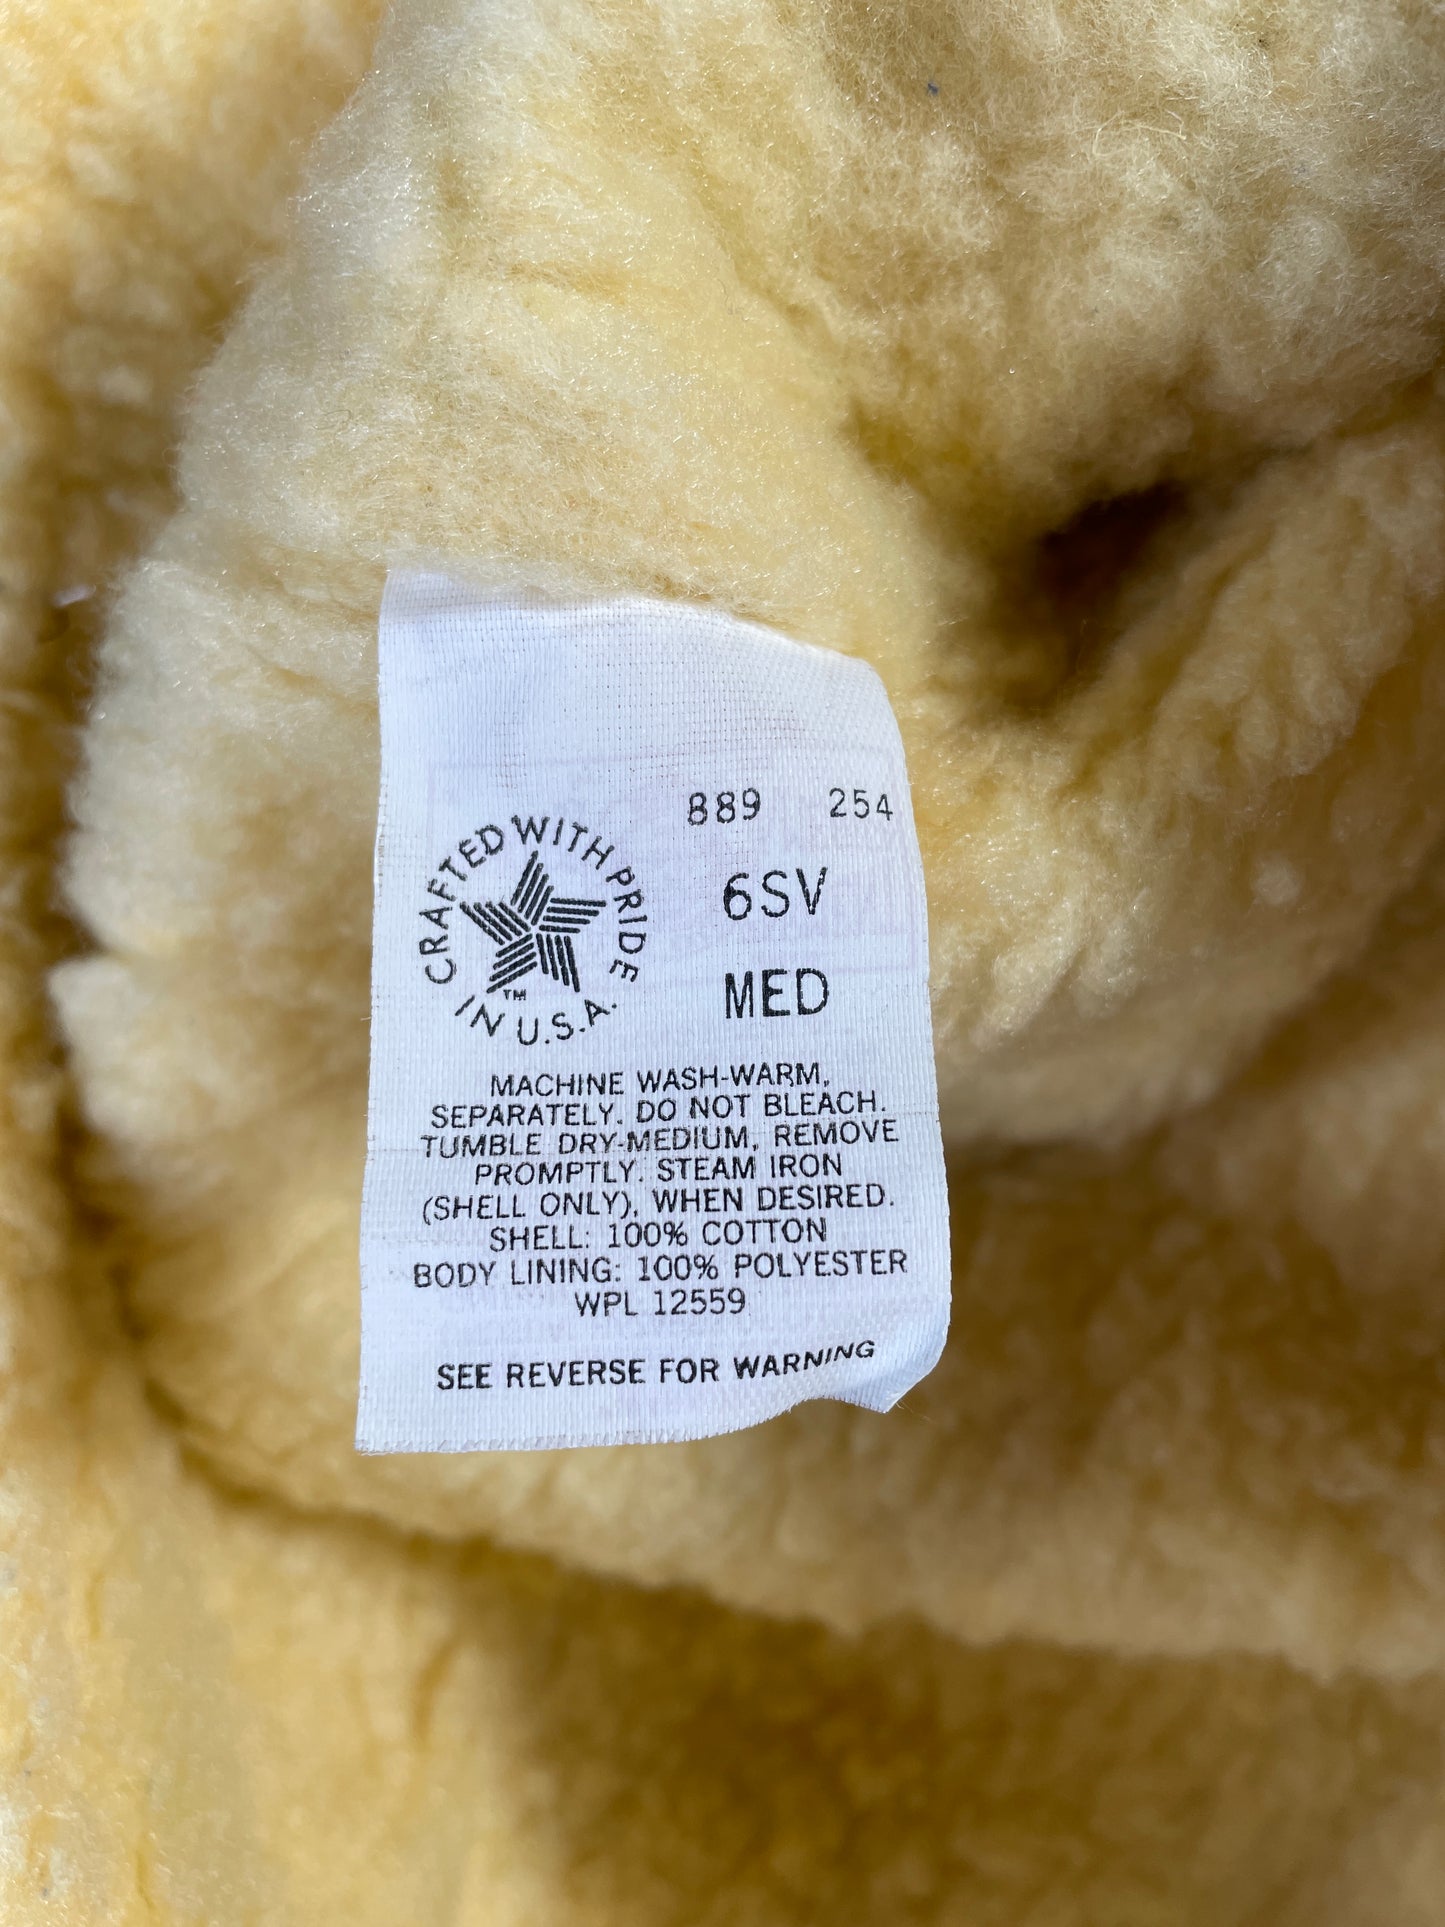 889 254
CRAFTED WITH PRIDE
IN U.S.A.
™
6SV
MED
MACHINE WASH-WARM,
SEPARATELY. DO NOT BLEACH.
TUMBLE DRY-MEDIUM, REMOVE
PROMPTLY. STEAM IRON
(SHELL ONLY), WHEN DESIRED.
SHELL: 100% COTTON
BODY LINING: 100% POLYESTER
WPL 12559
SEE REVERSE FOR WARNING